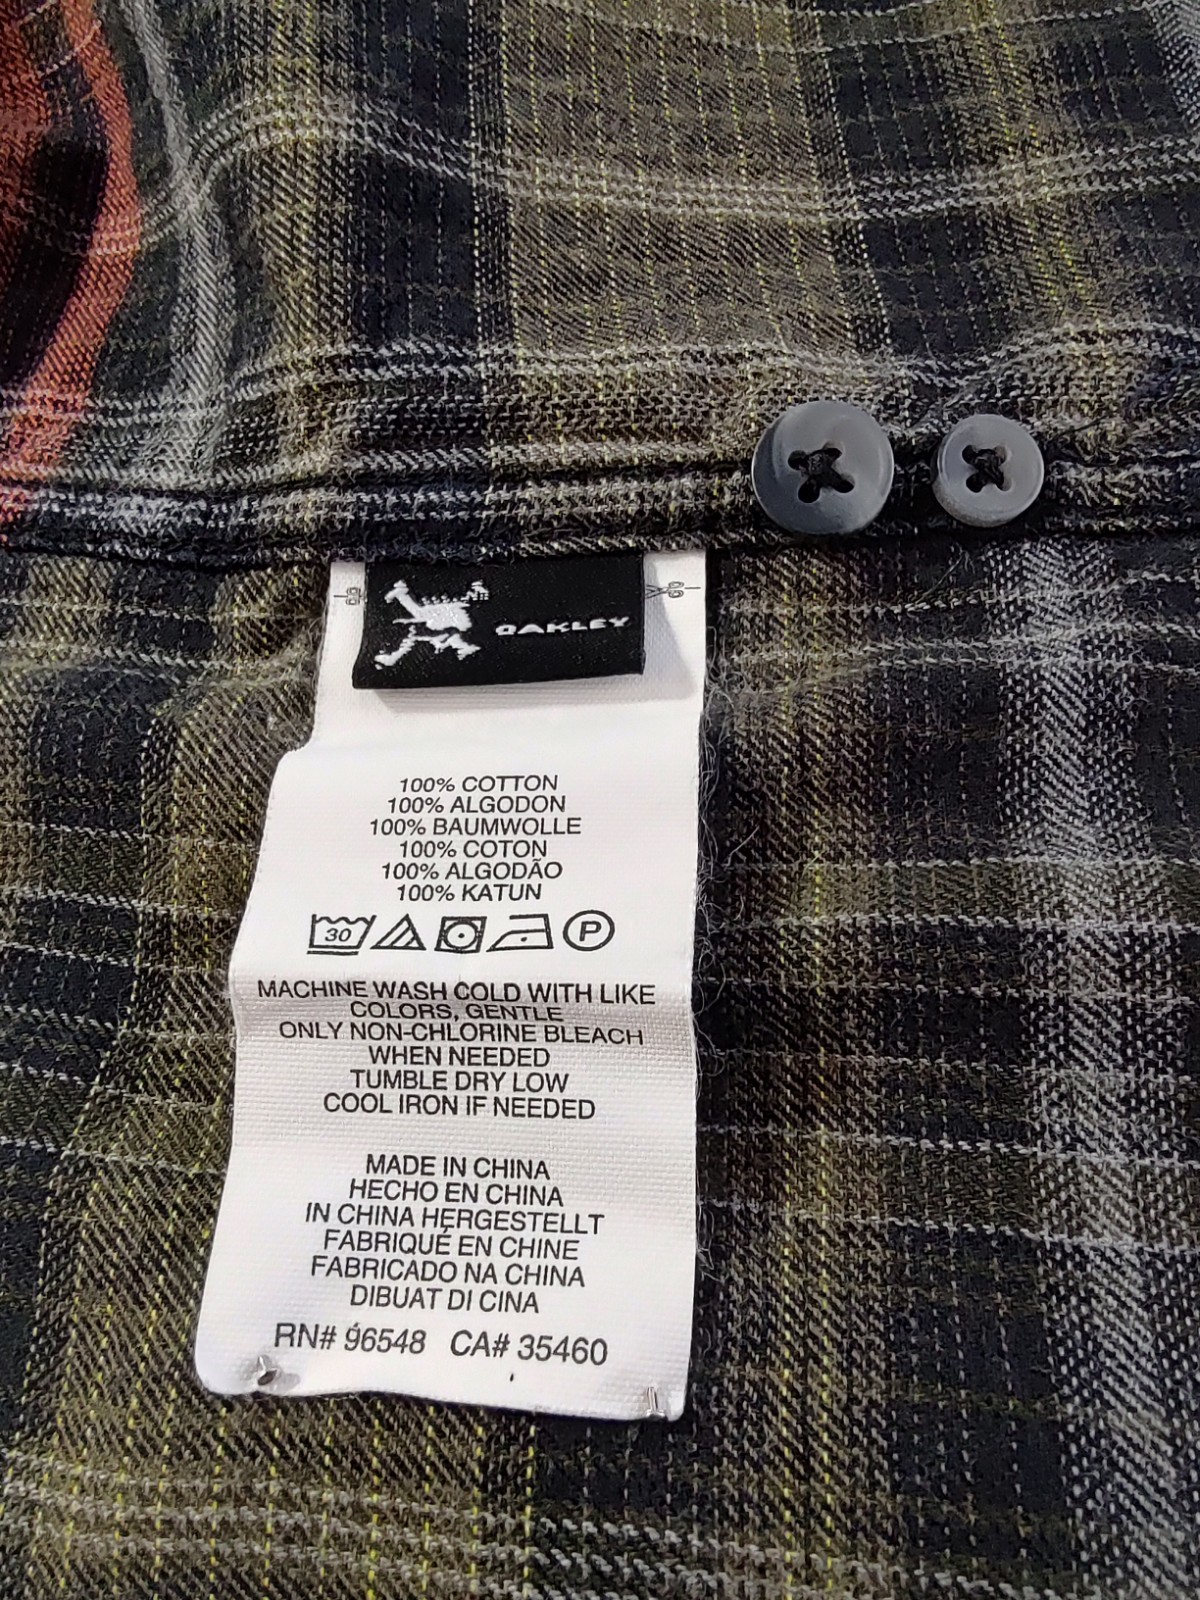 OAKLEY
100% COTTON
100% ALGODON
100% BAUMWOLLE
100% COTON
100% ALGODÃO
100% KATUN
30 P
MACHINE WASH COLD WITH LIKE
COLORS, GENTLE
ONLY NON-CHLORINE BLEACH
WHEN NEEDED
TUMBLE DRY LOW
COOL IRON IF NEEDED
MADE IN CHINA
HECHO EN CHINA
IN CHINA HERGESTELLT
FABRIQUÉ EN CHINE
FABRICADO NA CHINA
DIBUAT DI CINA
RN# 96548 CA# 35460